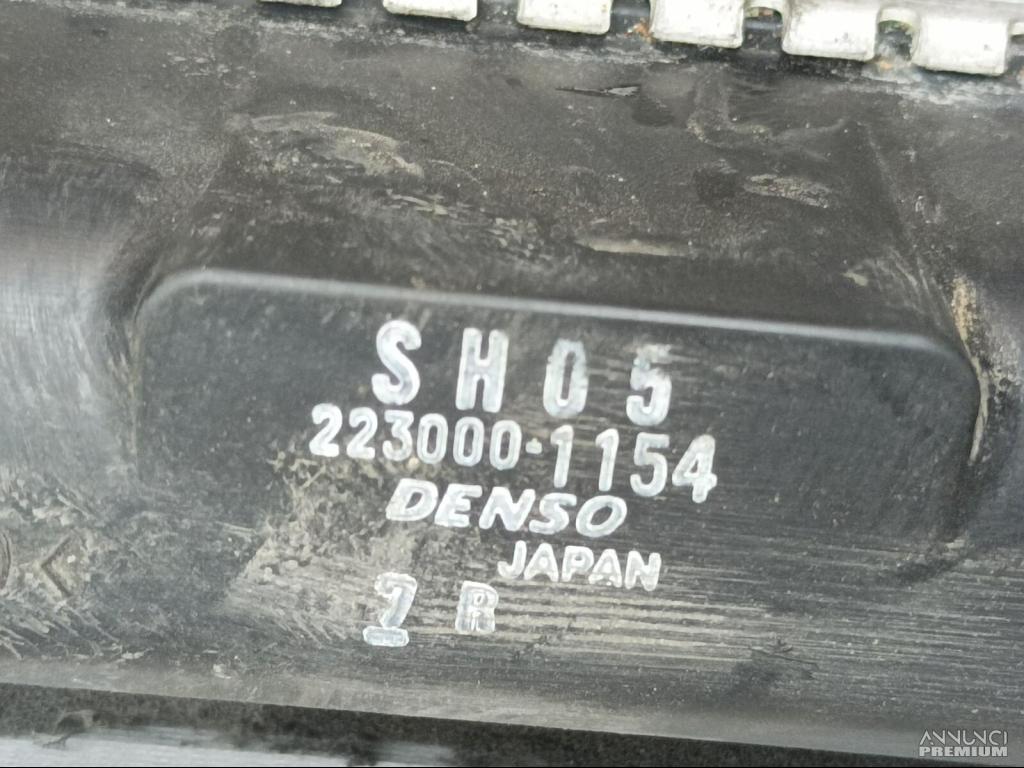 SH05
223000-1154
DENSO
JAPAN
2 R
ANNUNCI
PREMIUM